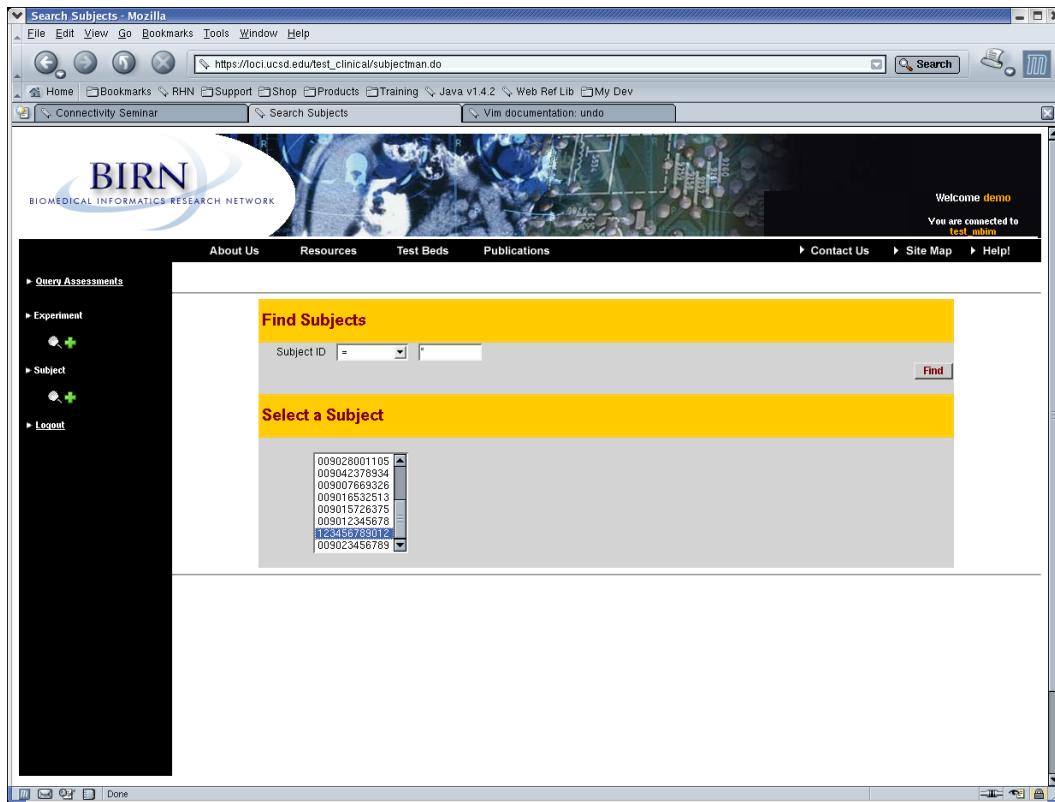 Search Subjects - Mozilla
File Edit View Go Bookmarks Tools Window Help
https://loci.ucsd.edu/test_clinical/subjectman.do
Search
Home Bookmarks RHN Support Shop Products Training Java v1.4.2 Web Ref Lib My Dev
Connectivity Seminar Search Subjects Vim documentation: undo
BIRN
BIOMEDICAL INFORMATICS RESEARCH NETWORK
Welcome demo
You are connected to
test_mbirn
About Us Resources Test Beds Publications Contact Us Site Map Help!
Query Assessments
Experiment
Subject
Logout
Find Subjects
Subject ID = *
Find
Select a Subject
009028001105
009042378934
009007669326
009016532513
009015726375
009012345678
123456789012
009023456789
Done